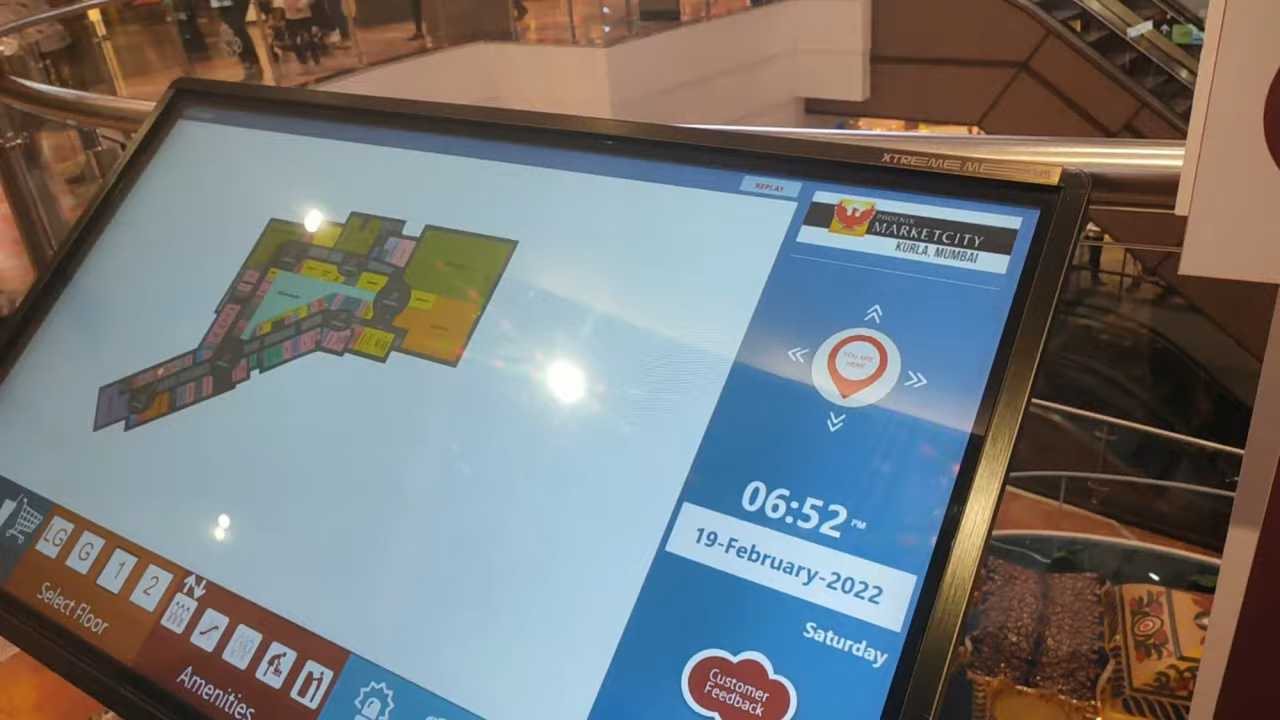 XTREME ME
REPLAY
PHOENIX
MARKETCITY
KURLA, MUMBAI
YOU ARE
HERE
06:52 PM
19-February-2022
Saturday
Customer
Feedback
LG G 1 2
Select Floor
Amenities